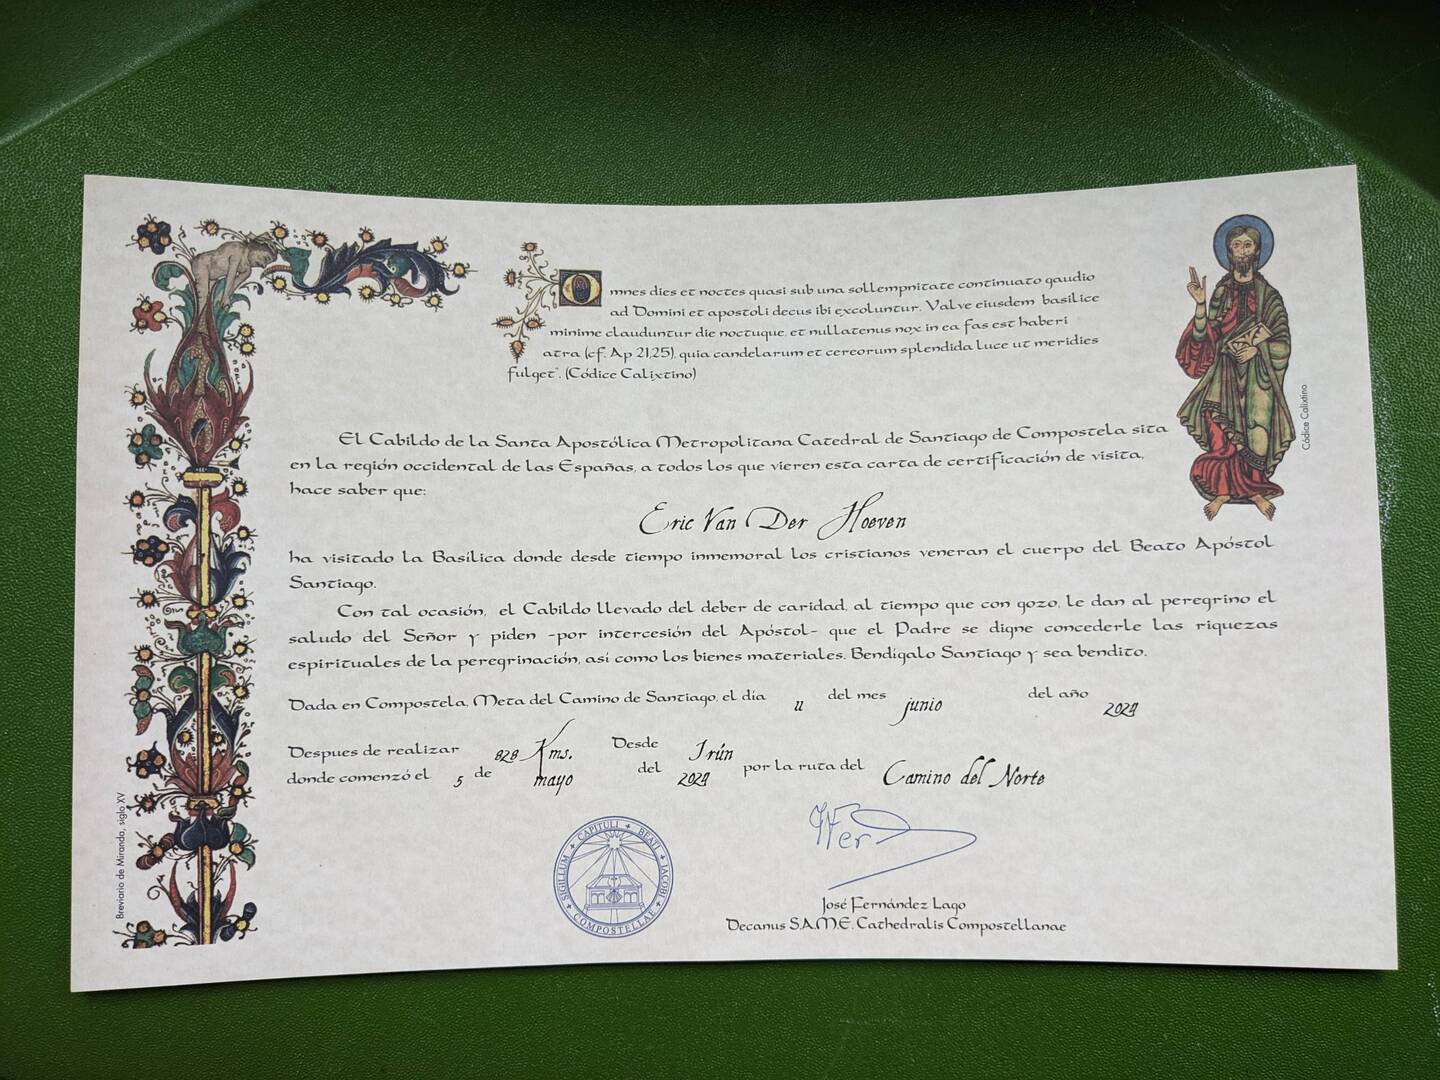 Omnes dies et noctes quasi sub una sollempnitate continuato gaudio
ad Domini et apostoli decus ibi excoluntur. Valve eiusdem basilice
minime clauduntur die noctuque, et nullatenus nox in ea fas est haberi
atra (cf. Ap 21,25), quia candelarum et cereorum splendida luce ut meridies
fulget". (Códice Calixtino)
Códice Calixtino
El Cabildo de la Santa Apostólica Metropolitana Catedral de Santiago de Compostela sita
en la región occidental de las Españas, a todos los que vieren esta carta de certificación de visita,
hace saber que:
Eric Van Der Hoeven
ha visitado la Basílica donde desde tiempo inmemoral los cristianos veneran el cuerpo del Beato Apóstol
Santiago.
Con tal ocasión, el Cabildo llevado del deber de caridad, al tiempo que con gozo, le dan al peregrino el
saludo del Señor y piden -por intercesión del Apóstol- que el Padre se digne concederle las riquezas
espirituales de la peregrinación, así como los bienes materiales. Bendígalo Santiago y sea bendito.
Dada en Compostela, Meta del Camino de Santiago, el día 11 del mes junio del año 2024
Despues de realizar 828 Kms. Desde Irún
donde comenzó el 5 de mayo del 2024 por la ruta del Camino del Norte
Breviario de Miranda, siglo XV
SIGILLUM + CAPITULI + BEATI + IACOBI + COMPOSTELLAE +
José Fernández Lago
Decanus S.A.M.E. Cathedralis Compostellanae